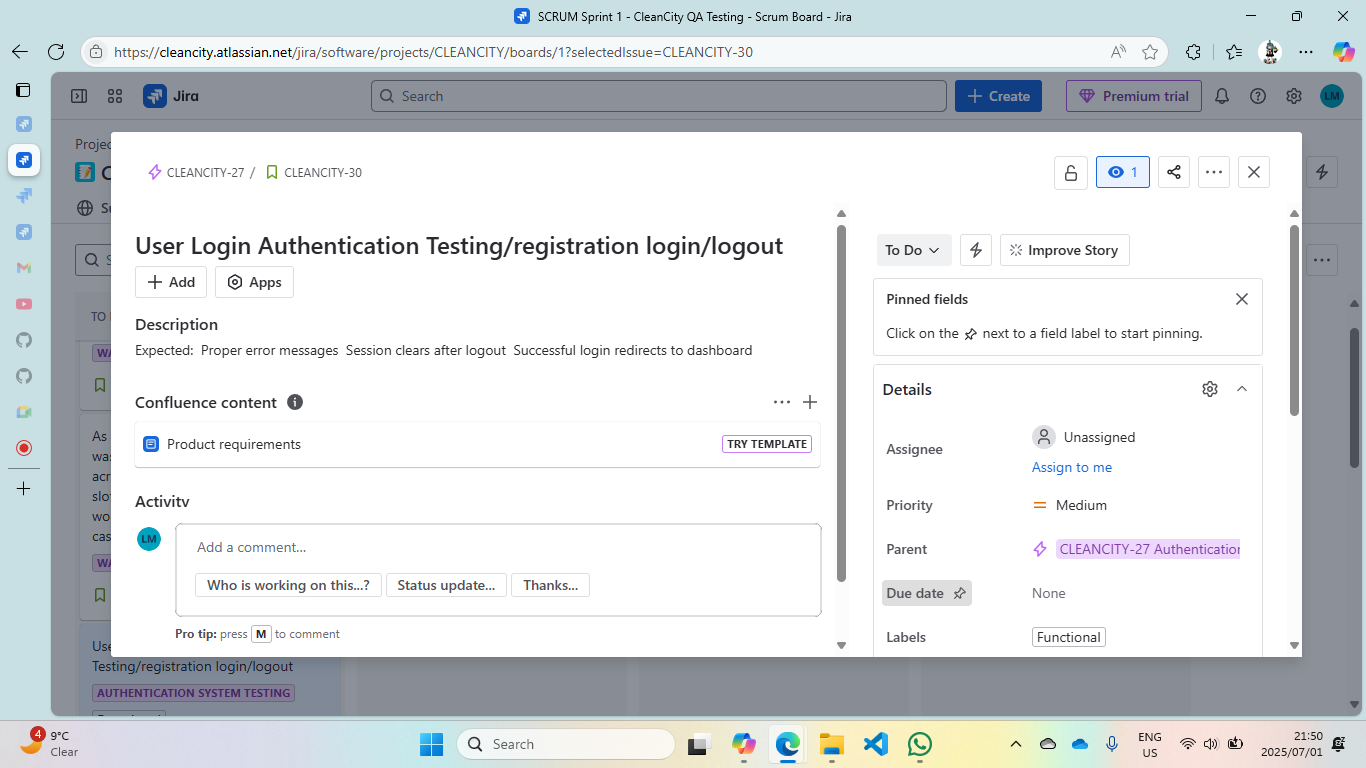 SCRUM Sprint 1 - CleanCity QA Testing - Scrum Board - Jira
https://cleancity.atlassian.net/jira/software/projects/CLEANCITY/boards/1?selectedIssue=CLEANCITY-30
Jira
Search
Create
Premium trial
LM
Projec
CLEANCITY-27 / CLEANCITY-30
1
User Login Authentication Testing/registration login/logout
Add
Apps
Description
Expected: Proper error messages Session clears after logout Successful login redirects to dashboard
Confluence content
Product requirements
TRY TEMPLATE
Activity
LM
Add a comment...
Who is working on this...?
Status update...
Thanks...
Pro tip: press M to comment
To Do
Improve Story
Pinned fields
Click on the next to a field label to start pinning.
Details
Assignee
Unassigned
Assign to me
Priority
Medium
Parent
CLEANCITY-27 Authentication
Due date
None
Labels
Functional
TO
WA
As
was
acr
slot
wo
cas
WA
Use
Testing/registration login/logout
AUTHENTICATION SYSTEM TESTING
4
9°C
Clear
Search
ENG
US
21:50
2025/07/01